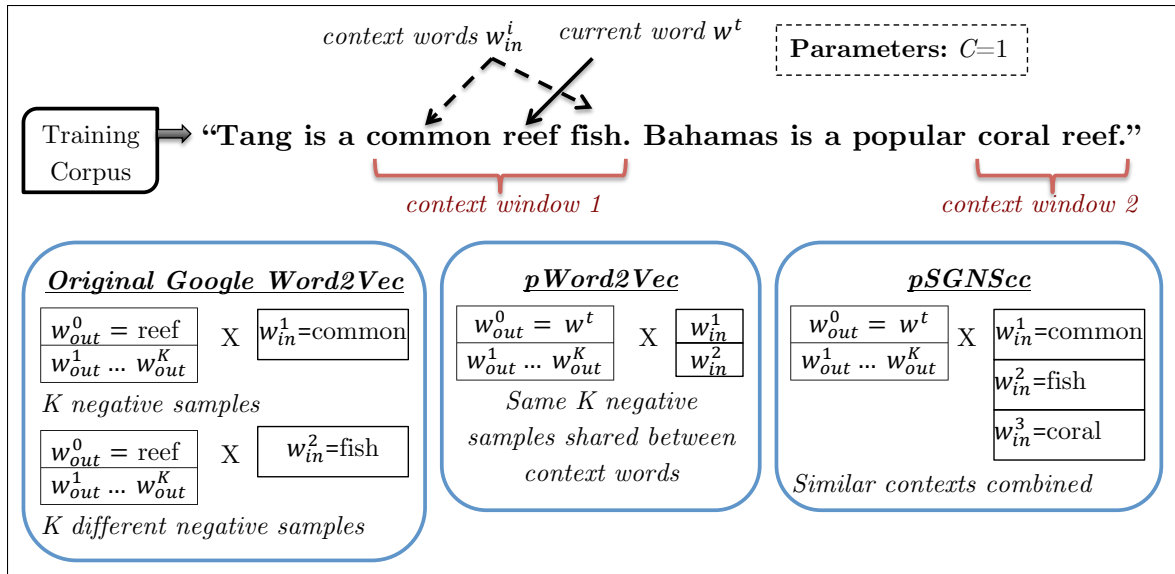 context words w_in^i
current word w^t
Parameters: C=1
Training
Corpus
“Tang is a common reef fish. Bahamas is a popular coral reef.”
context window 1
context window 2
Original Google Word2Vec
w_out^0 = reef
X
w_in^1=common
w_out^1 ... w_out^K
K negative samples
w_out^0 = reef
X
w_in^2=fish
w_out^1 ... w_out^K
K different negative samples
pWord2Vec
w_out^0 = w^t
X
w_in^1
w_out^1 ... w_out^K
w_in^2
Same K negative
samples shared between
context words
pSGNScc
w_out^0 = w^t
X
w_in^1=common
w_out^1 ... w_out^K
w_in^2=fish
w_in^3=coral
Similar contexts combined